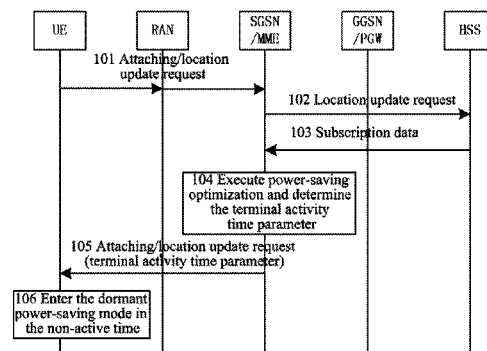 UE
RAN
SGSN
/MME
GGSN
/PGW
HSS
101 Attaching/location
update request
102 Location update request
103 Subscription data
104 Execute power-saving
optimization and determine
the terminal activity
time parameter
105 Attaching/location update request
(terminal activity time parameter)
106 Enter the dormant
power-saving mode in
the non-active time